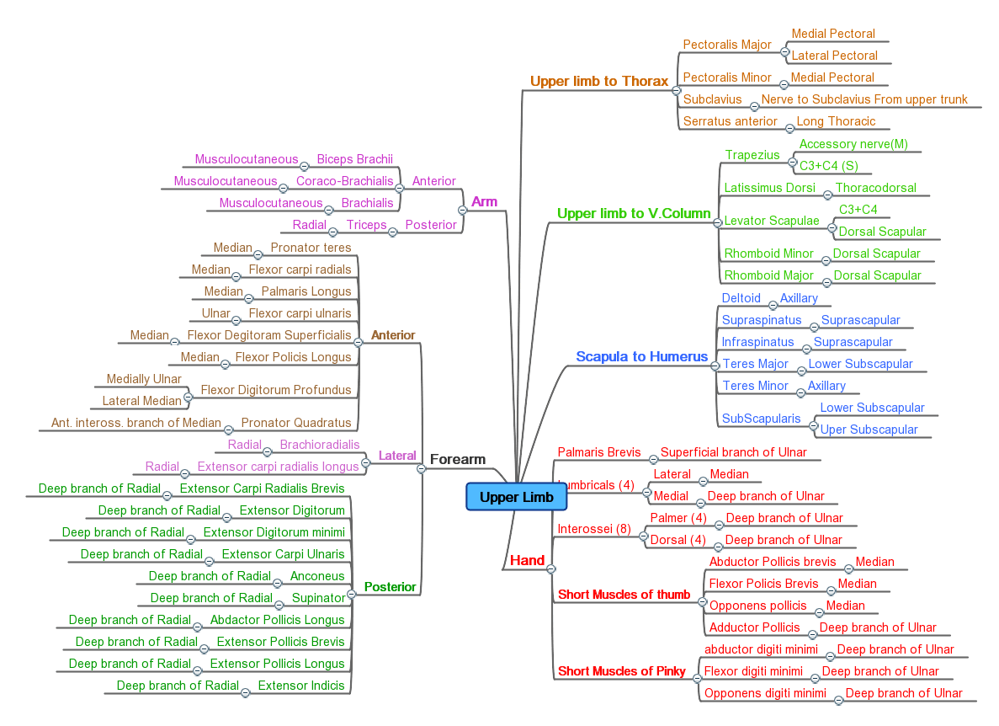 Upper Limb
Upper limb to Thorax
Pectoralis Major
Medial Pectoral
Lateral Pectoral
Pectoralis Minor
Medial Pectoral
Subclavius
Nerve to Subclavius From upper trunk
Serratus anterior
Long Thoracic
Upper limb to V.Column
Trapezius
Accessory nerve(M)
C3+C4 (S)
Latissimus Dorsi
Thoracodorsal
Levator Scapulae
C3+C4
Dorsal Scapular
Rhomboid Minor
Dorsal Scapular
Rhomboid Major
Dorsal Scapular
Scapula to Humerus
Deltoid
Axillary
Supraspinatus
Suprascapular
Infraspinatus
Suprascapular
Teres Major
Lower Subscapular
Teres Minor
Axillary
SubScapularis
Lower Subscapular
Uper Subscapular
Hand
Palmaris Brevis
Superficial branch of Ulnar
Lumbricals (4)
Lateral
Median
Medial
Deep branch of Ulnar
Interossei (8)
Palmer (4)
Deep branch of Ulnar
Dorsal (4)
Deep branch of Ulnar
Short Muscles of thumb
Abductor Pollicis brevis
Median
Flexor Policis Brevis
Median
Opponens pollicis
Median
Adductor Pollicis
Deep branch of Ulnar
Short Muscles of Pinky
abductor digiti minimi
Deep branch of Ulnar
Flexor digiti minimi
Deep branch of Ulnar
Opponens digiti minimi
Deep branch of Ulnar
Arm
Anterior
Biceps Brachii
Musculocutaneous
Coraco-Brachialis
Musculocutaneous
Brachialis
Musculocutaneous
Posterior
Triceps
Radial
Forearm
Anterior
Pronator teres
Median
Flexor carpi radials
Median
Palmaris Longus
Median
Flexor carpi ulnaris
Ulnar
Flexor Degitoram Superficialis
Median
Flexor Policis Longus
Median
Flexor Digitorum Profundus
Medially Ulnar
Lateral Median
Pronator Quadratus
Ant. inteross. branch of Median
Lateral
Brachioradialis
Radial
Extensor carpi radialis longus
Radial
Posterior
Extensor Carpi Radialis Brevis
Deep branch of Radial
Extensor Digitorum
Deep branch of Radial
Extensor Digitorum minimi
Deep branch of Radial
Extensor Carpi Ulnaris
Deep branch of Radial
Anconeus
Deep branch of Radial
Supinator
Deep branch of Radial
Abdactor Pollicis Longus
Deep branch of Radial
Extensor Pollicis Brevis
Deep branch of Radial
Extensor Pollicis Longus
Deep branch of Radial
Extensor Indicis
Deep branch of Radial